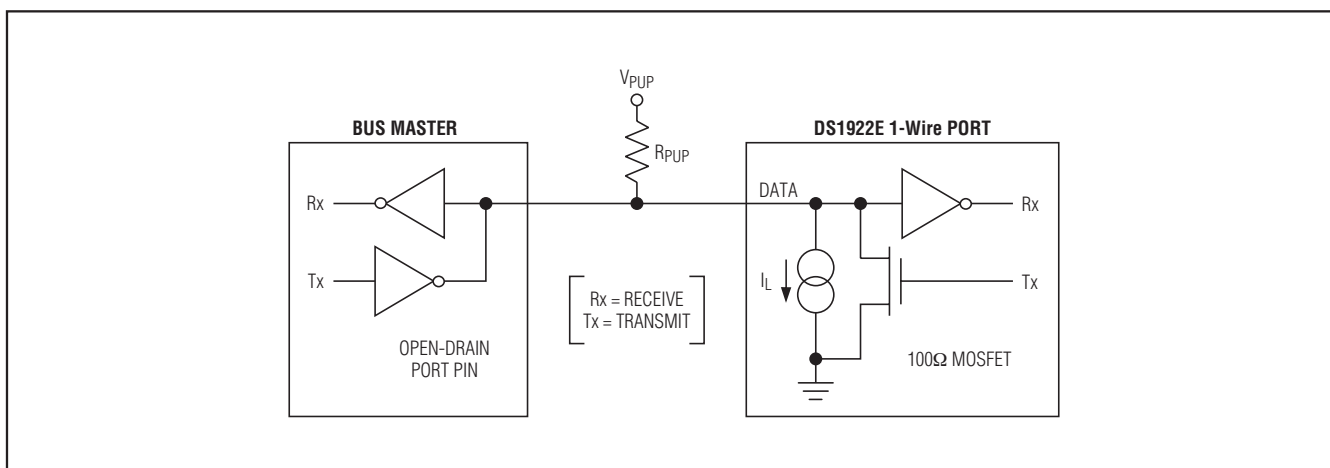 VPUP
BUS MASTER
DS1922E 1-Wire PORT
RPUP
DATA
Rx
Rx
Tx
IL
Tx
Rx = RECEIVE
Tx = TRANSMIT
OPEN-DRAIN
PORT PIN
100Ω MOSFET